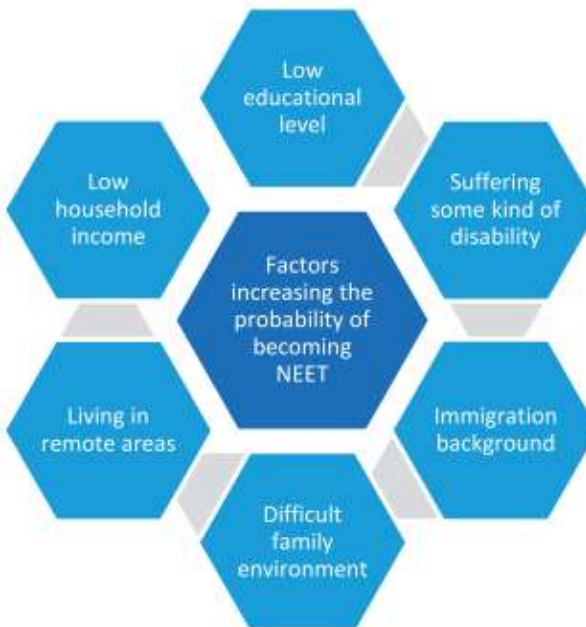 Low
educational
level
Suffering
some kind of
disability
Immigration
background
Difficult
family
environment
Living in
remote areas
Low
household
income
Factors
increasing the
probability of
becoming
NEET